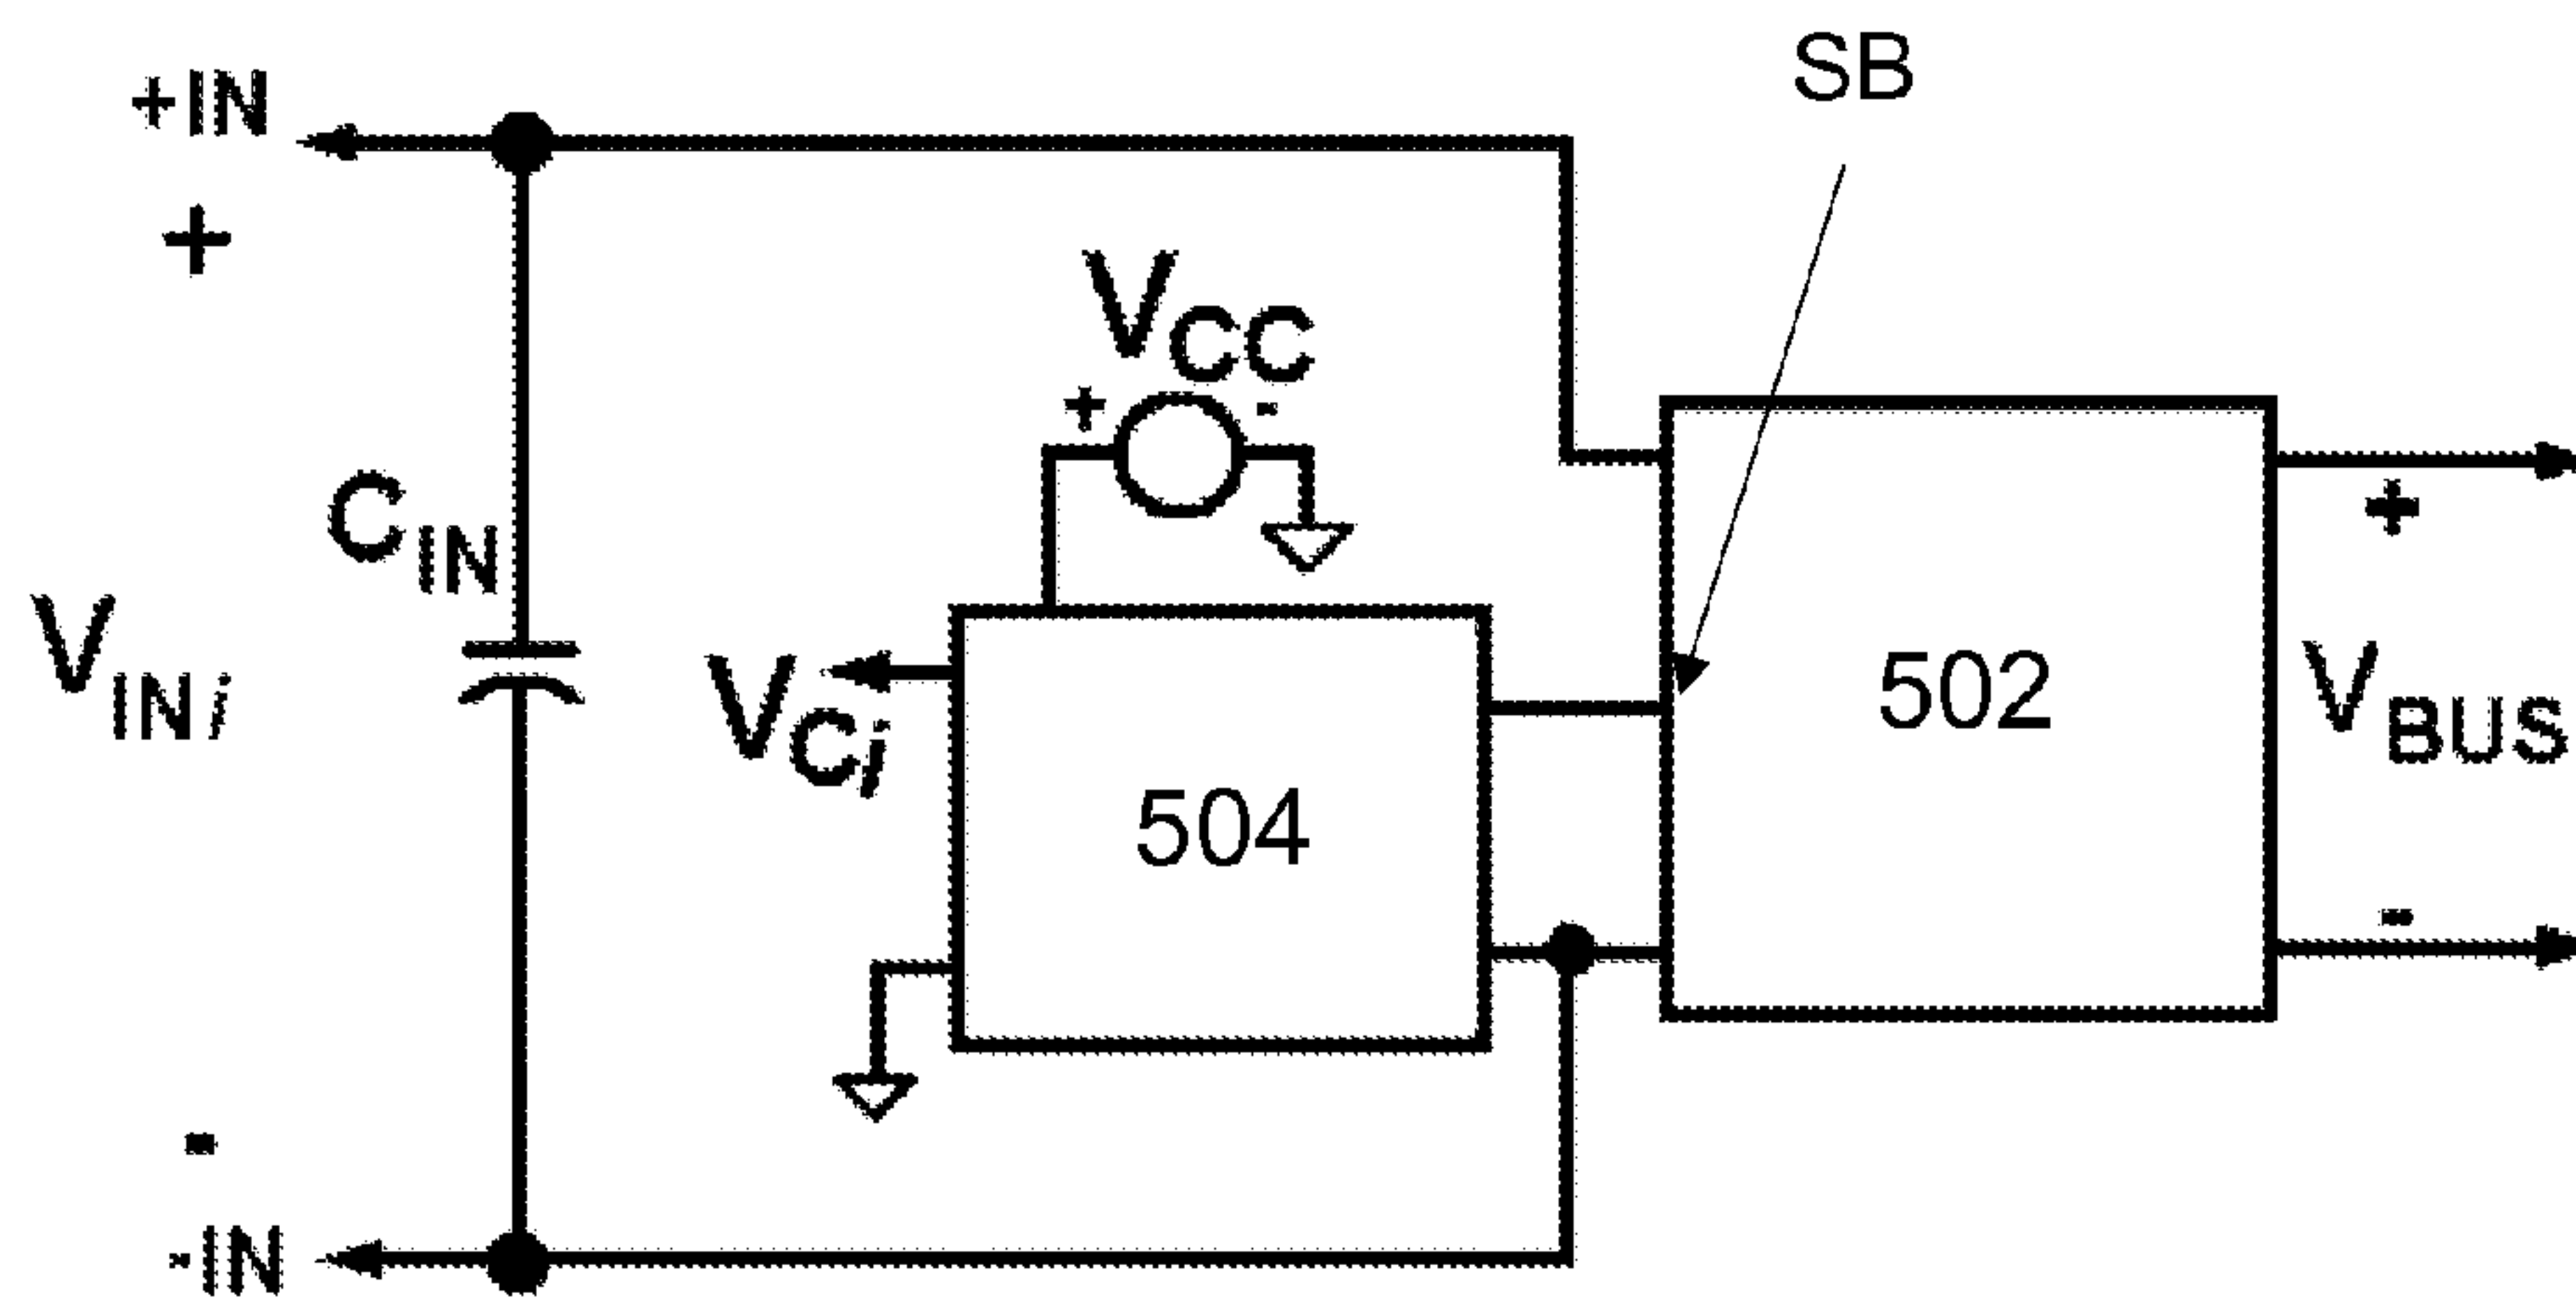 SB
+IN
+
VCC
+ -
CIN
+
VINi
VCi
504
502
VBUS
-
-
-IN